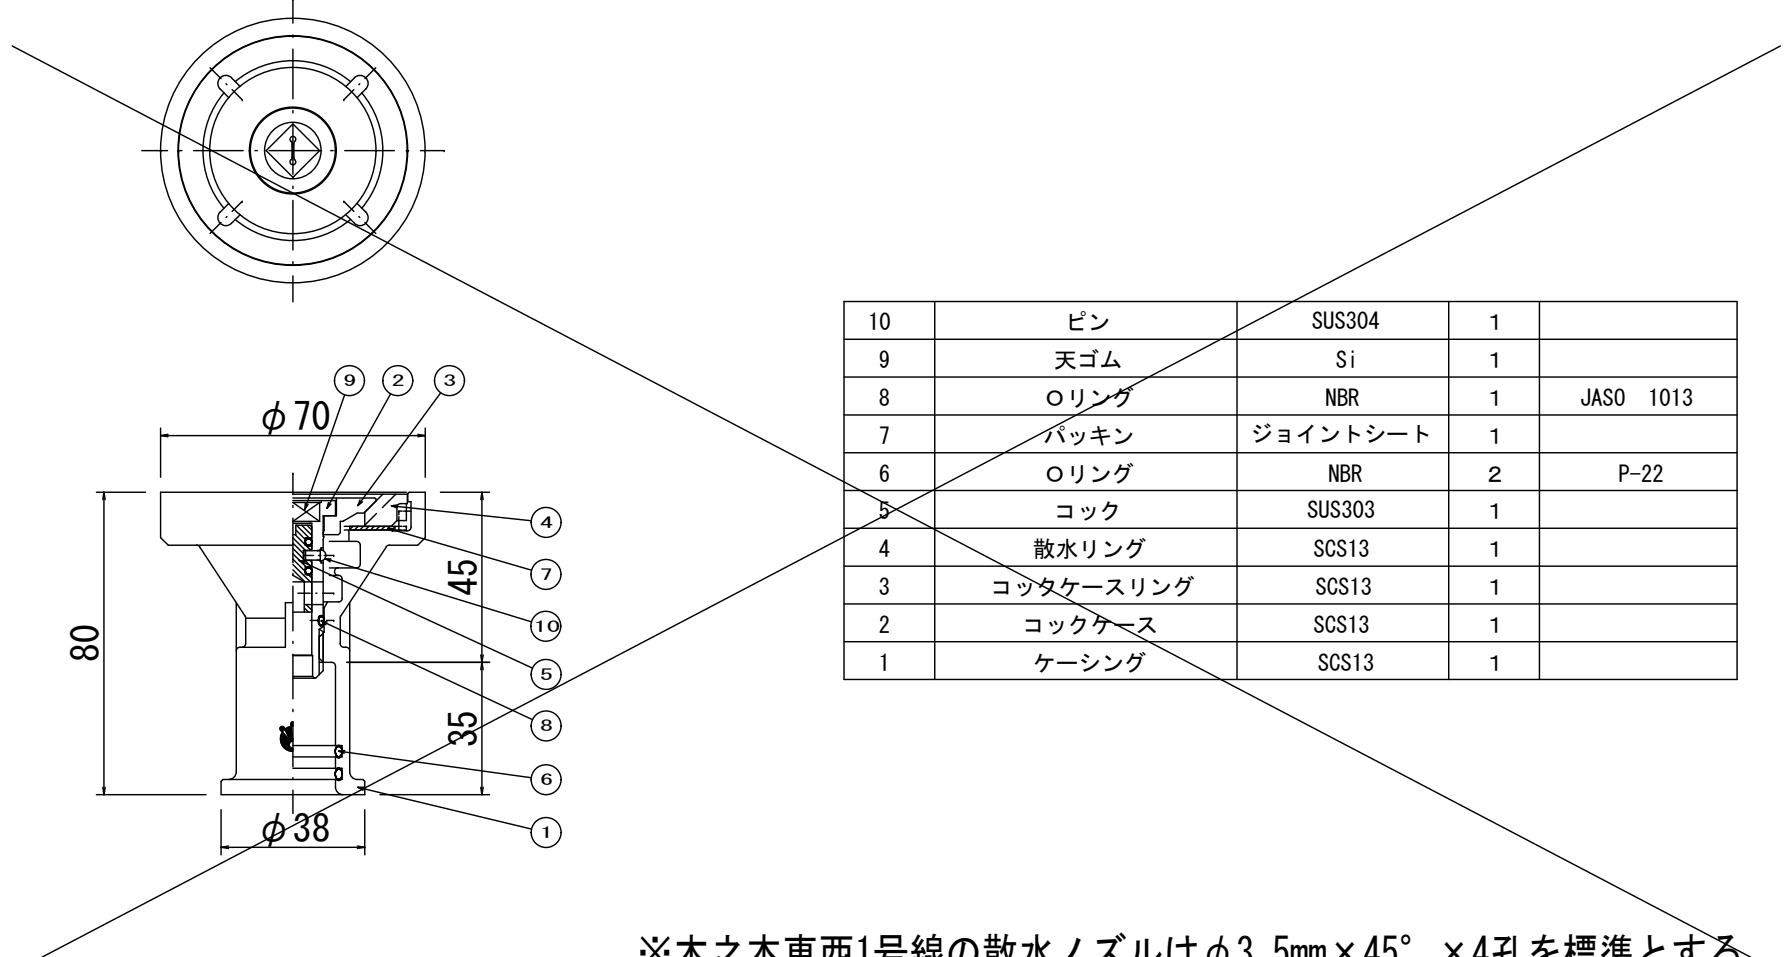 10 ピン SUS304 1
9 天ゴム Si 1
8 Oリング NBR 1 JASO 1013
7 パッキン ジョイントシート 1
6 Oリング NBR 2 P-22
5 コック SUS303 1
4 散水リング SCS13 1
3 コックケースリング SCS13 1
2 コックケース SCS13 1
1 ケーシング SCS13 1
9 2 3
φ70
4
7
45
10
80
5
35
8
6
φ38
1
※木之本東西1号線の散水ノズルはφ3.5mm×45°×4孔を標準とする